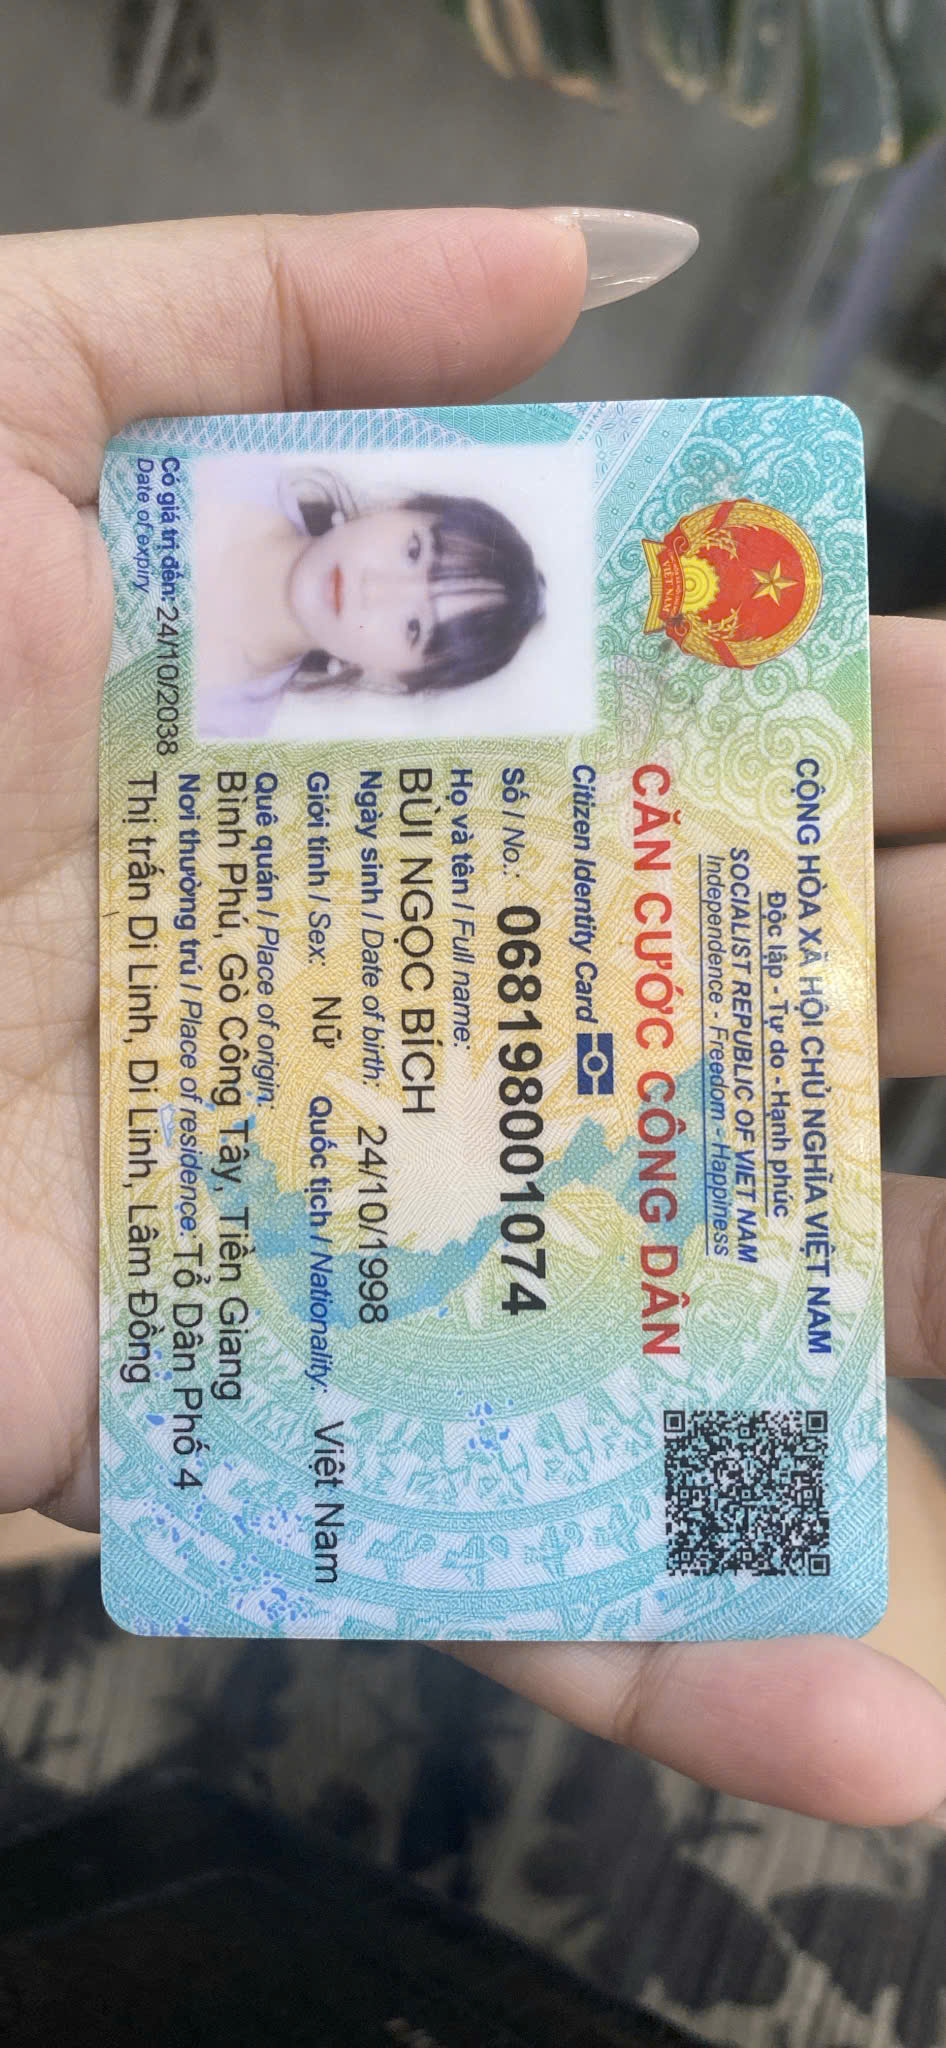 CỘNG HÒA XÃ HỘI CHỦ NGHĨA VIỆT NAM
Độc lập - Tự do - Hạnh phúc
SOCIALIST REPUBLIC OF VIET NAM
Independence - Freedom - Happiness
CĂN CƯỚC CÔNG DÂN
Citizen Identity Card
Số / No.: 068198001074
Họ và tên / Full name:
BÙI NGỌC BÍCH
Ngày sinh / Date of birth: 24/10/1998
Giới tính / Sex: Nữ Quốc tịch / Nationality: Việt Nam
Quê quán / Place of origin:
Bình Phú, Gò Công Tây, Tiền Giang
Nơi thường trú / Place of residence: Tổ Dân Phố 4
Thị trấn Di Linh, Di Linh, Lâm Đồng
Có giá trị đến: 24/10/2038
Date of expiry
VIỆT NAM